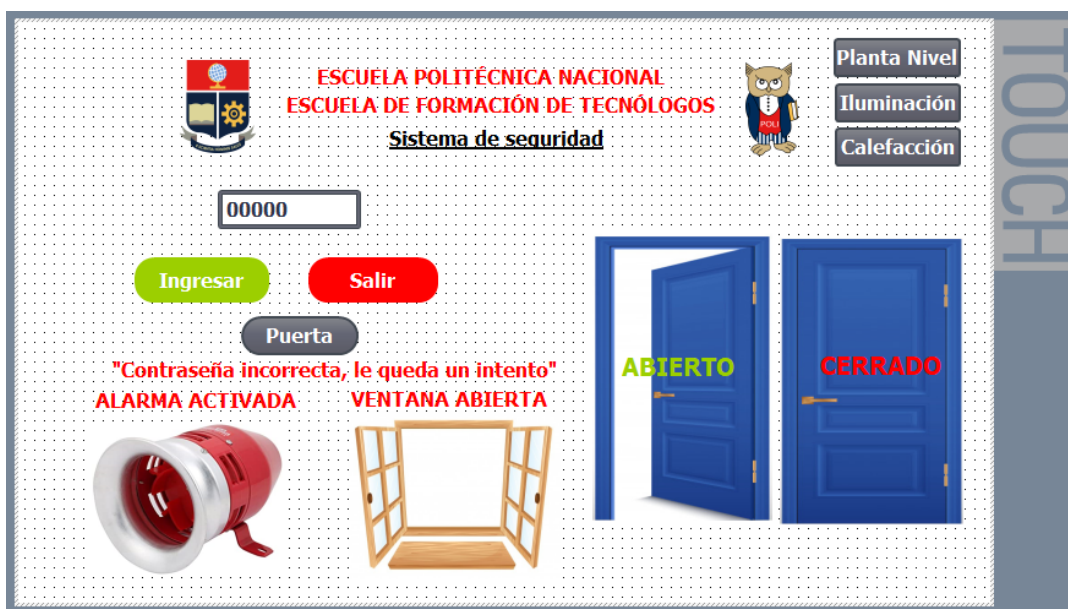 ESCUELA POLITÉCNICA NACIONAL
ESCUELA DE FORMACIÓN DE TECNÓLOGOS
Sistema de seguridad
POLI
Planta Nivel
Iluminación
Calefacción
TOUCH
00000
Ingresar
Salir
Puerta
"Contraseña incorrecta, le queda un intento"
ALARMA ACTIVADA
VENTANA ABIERTA
ABIERTO
CERRADO